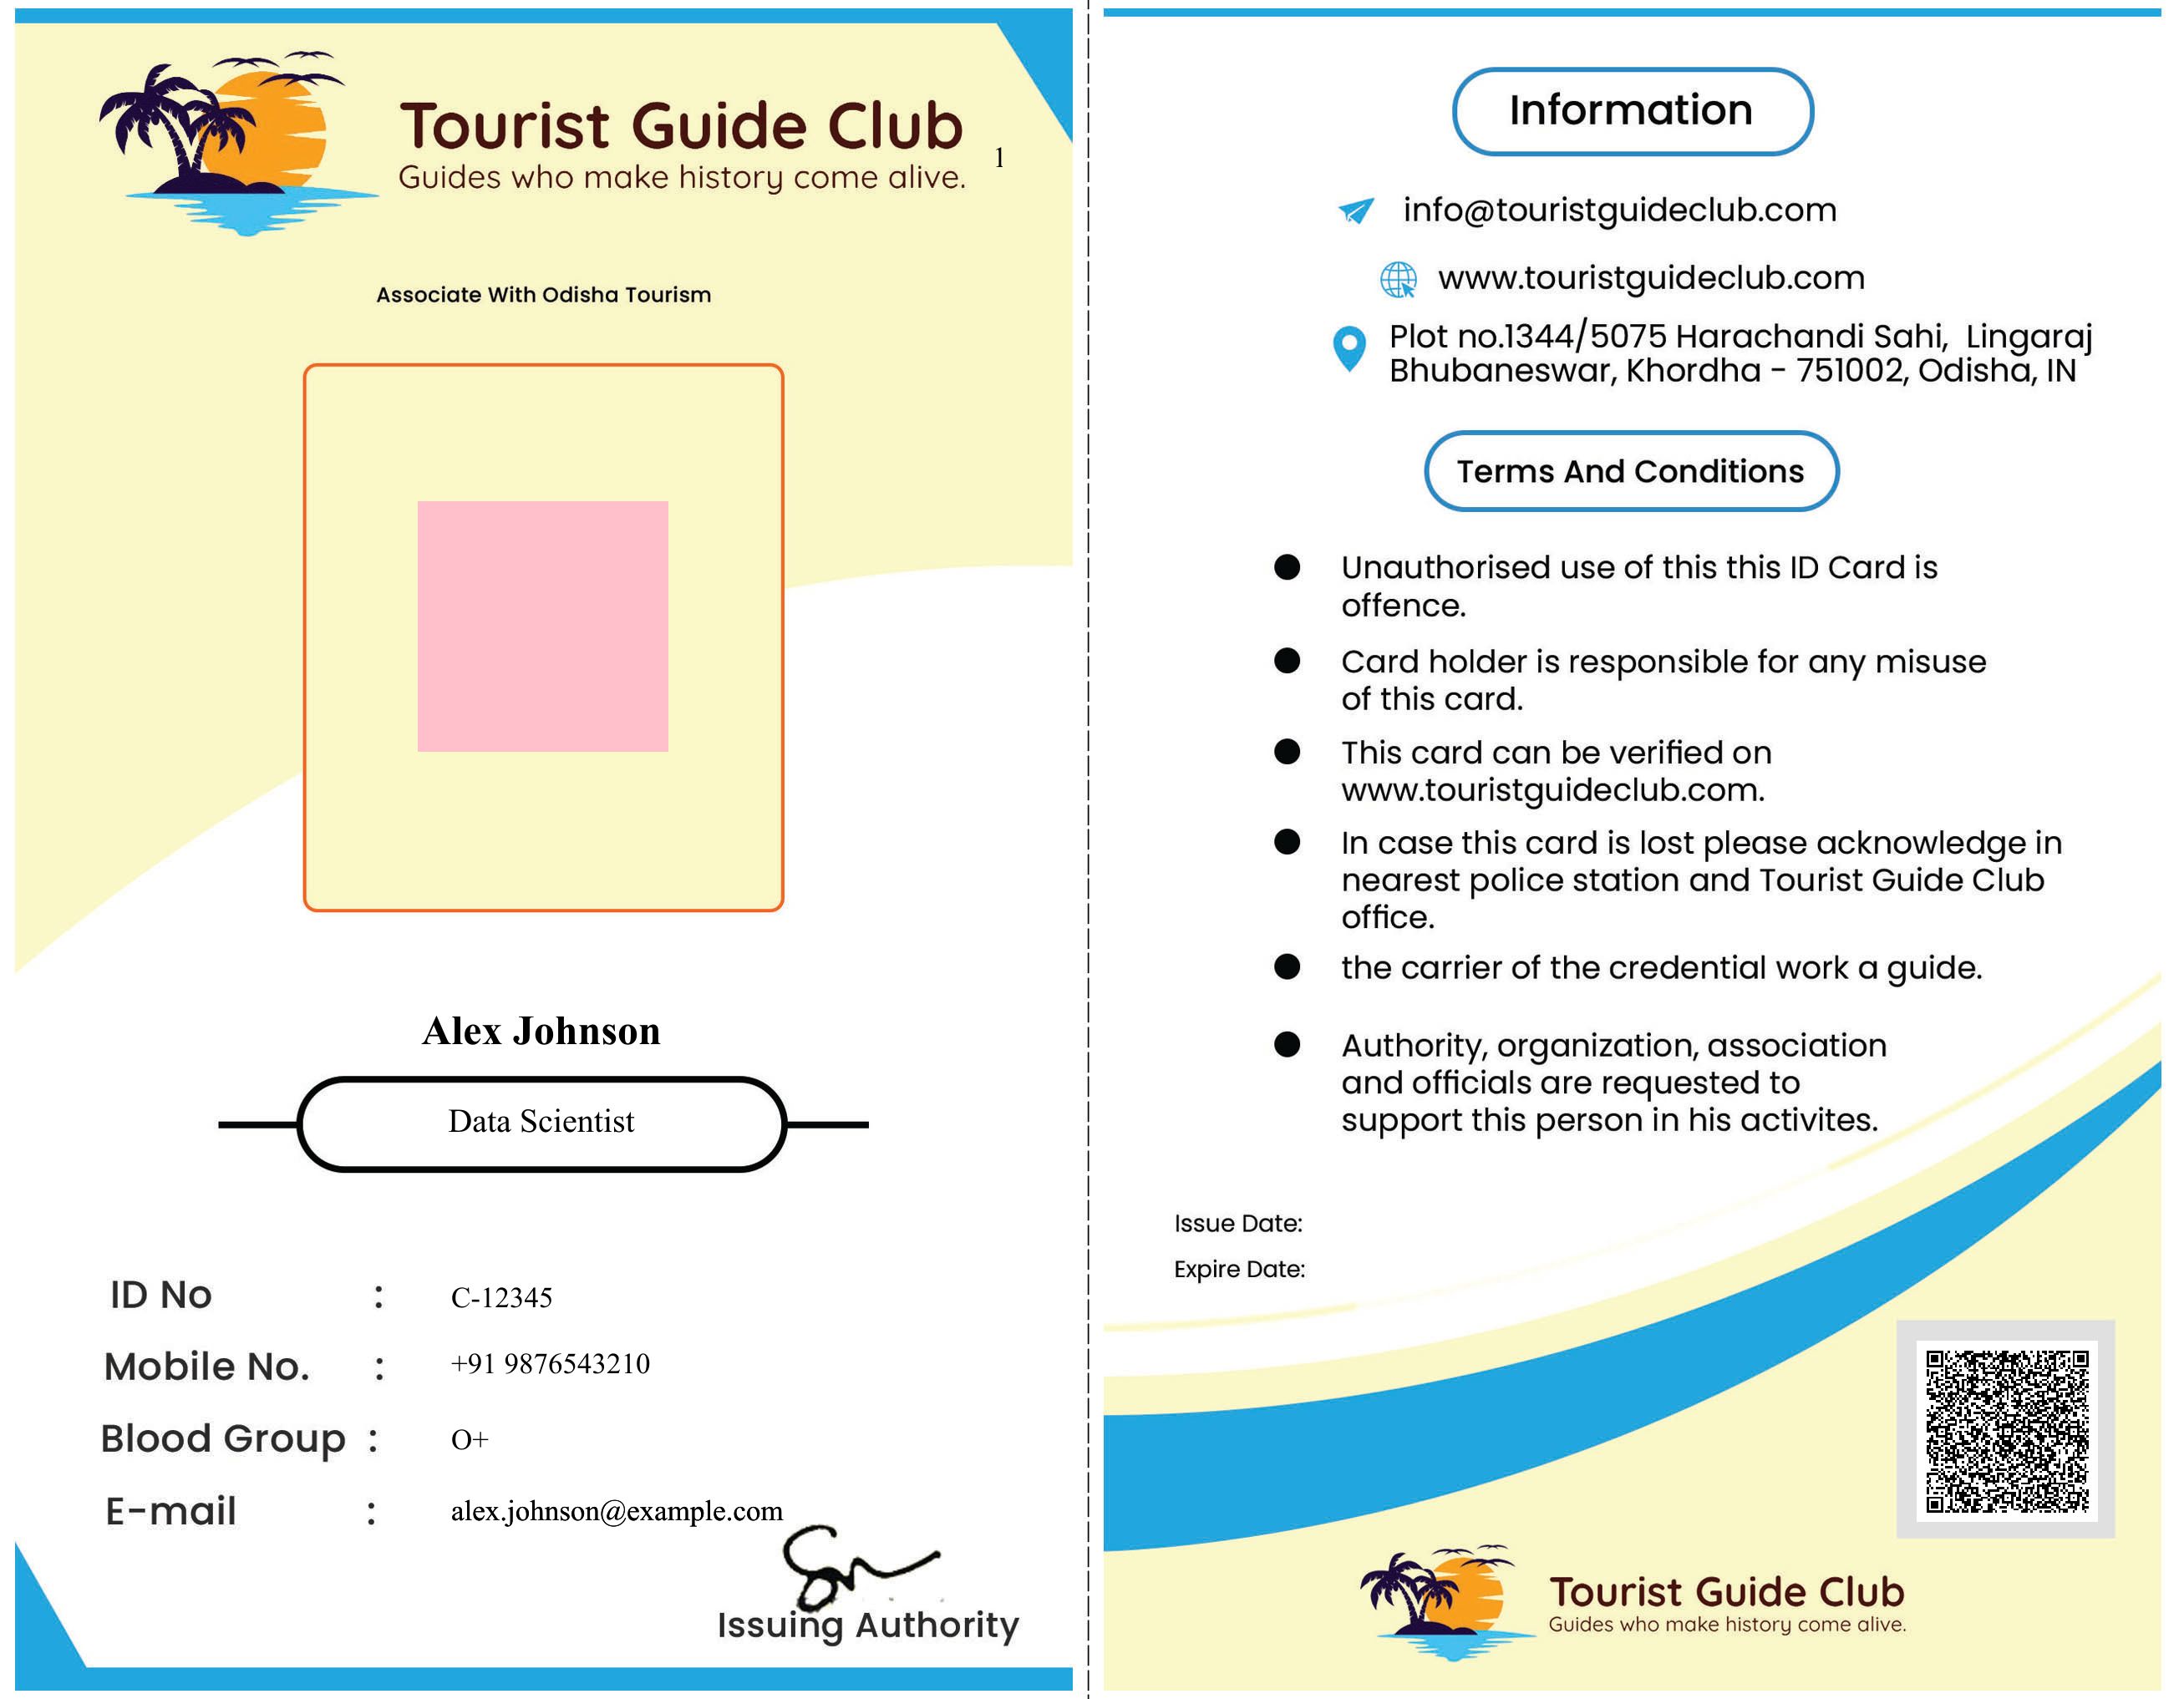 Tourist Guide Club
Guides who make history come alive.
1
Associate With Odisha Tourism
Alex Johnson
Data Scientist
ID No : C-12345
Mobile No. : +91 9876543210
Blood Group : O+
E-mail : alex.johnson@example.com
Issuing Authority
Information
info@touristguideclub.com
www.touristguideclub.com
Plot no.1344/5075 Harachandi Sahi, Lingaraj
Bhubaneswar, Khordha - 751002, Odisha, IN
Terms And Conditions
Unauthorised use of this this ID Card is
offence.
Card holder is responsible for any misuse
of this card.
This card can be verified on
www.touristguideclub.com.
In case this card is lost please acknowledge in
nearest police station and Tourist Guide Club
office.
the carrier of the credential work a guide.
Authority, organization, association
and officials are requested to
support this person in his activites.
Issue Date:
Expire Date:
Tourist Guide Club
Guides who make history come alive.